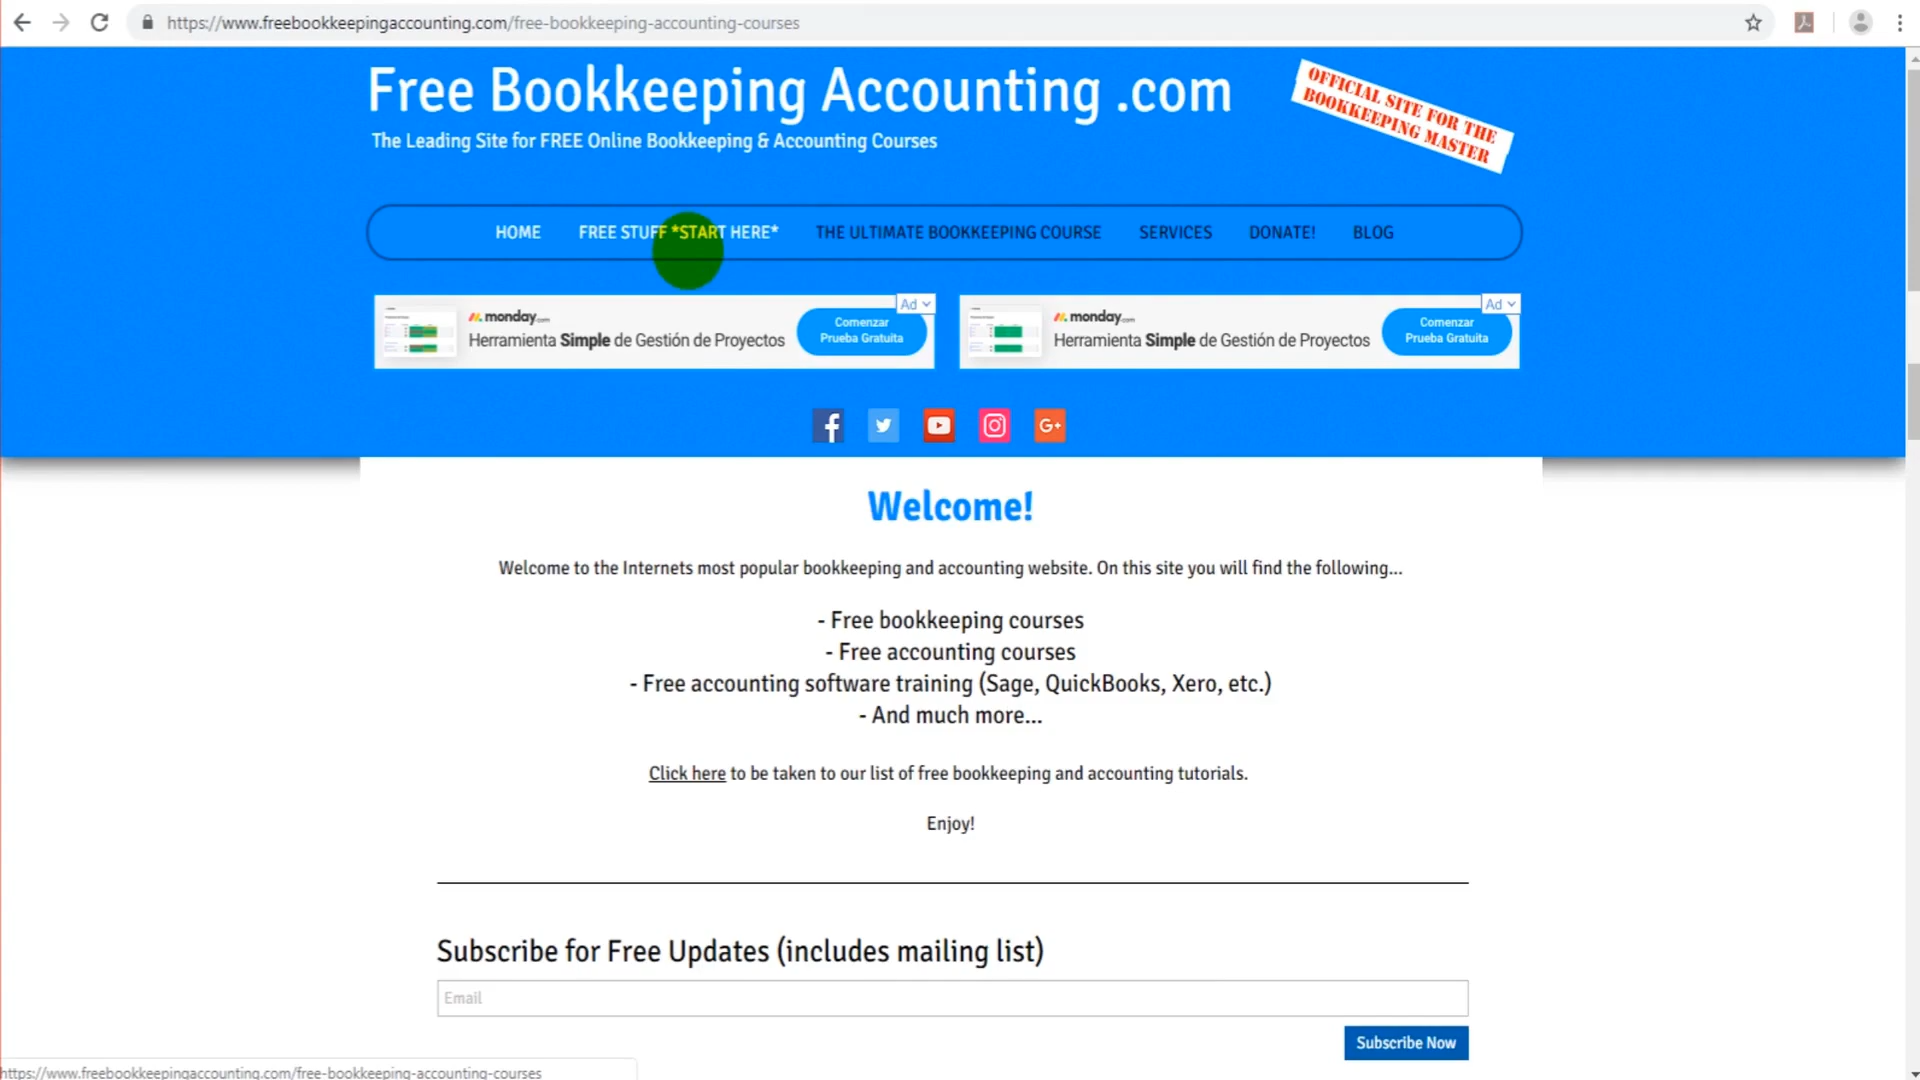 https://www.freebookkeepingaccounting.com/free-bookkeeping-accounting-courses
Free Bookkeeping Accounting .com
The Leading Site for FREE Online Bookkeeping & Accounting Courses
OFFICIAL SITE FOR THE
BOOKKEEPING MASTER
HOME FREE STUFF *START HERE* THE ULTIMATE BOOKKEEPING COURSE SERVICES DONATE! BLOG
Ad
monday.com
Herramienta Simple de Gestión de Proyectos
Comenzar
Prueba Gratuita
Ad
monday.com
Herramienta Simple de Gestión de Proyectos
Comenzar
Prueba Gratuita
G+
Welcome!
Welcome to the Internets most popular bookkeeping and accounting website. On this site you will find the following...
- Free bookkeeping courses
- Free accounting courses
- Free accounting software training (Sage, QuickBooks, Xero, etc.)
- And much more...
Click here to be taken to our list of free bookkeeping and accounting tutorials.
Enjoy!
Subscribe for Free Updates (includes mailing list)
Email
Subscribe Now
https://www.freebookkeepingaccounting.com/free-bookkeeping-accounting-courses